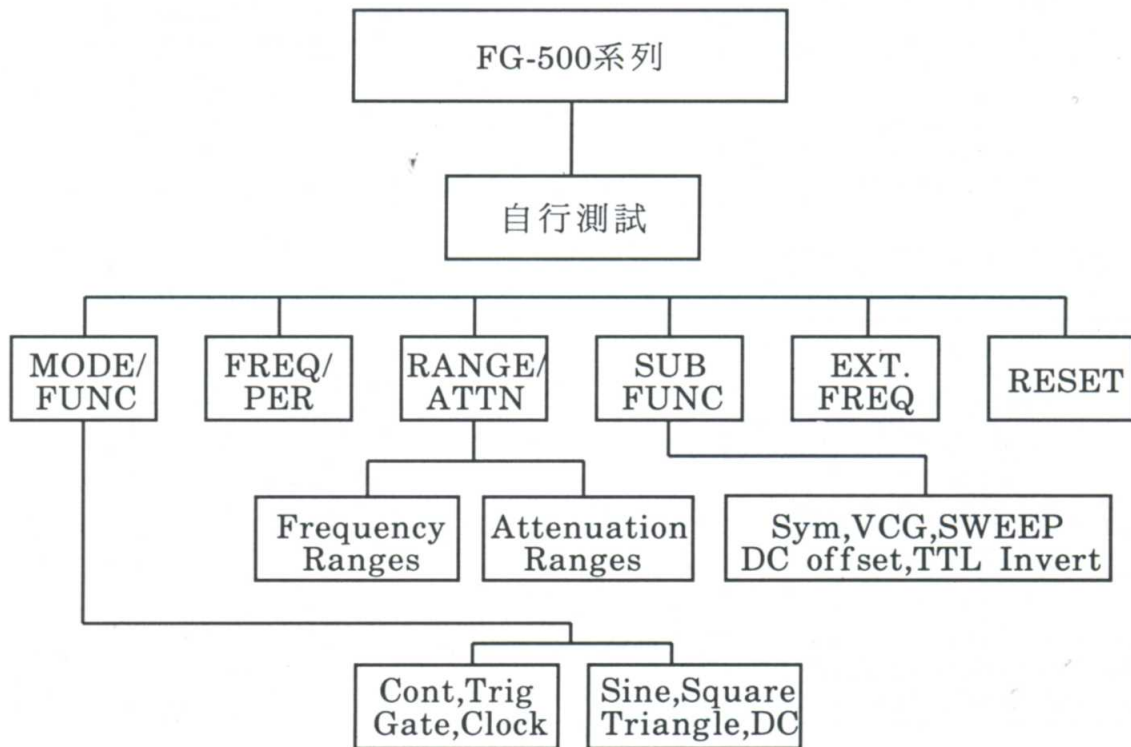 FG-500系列
自行測試
MODE/
FUNC
FREQ/
PER
RANGE/
ATTN
SUB
FUNC
EXT.
FREQ
RESET
Frequency
Ranges
Attenuation
Ranges
Sym,VCG,SWEEP
DC offset,TTL Invert
Cont,Trig
Gate,Clock
Sine,Square
Triangle,DC